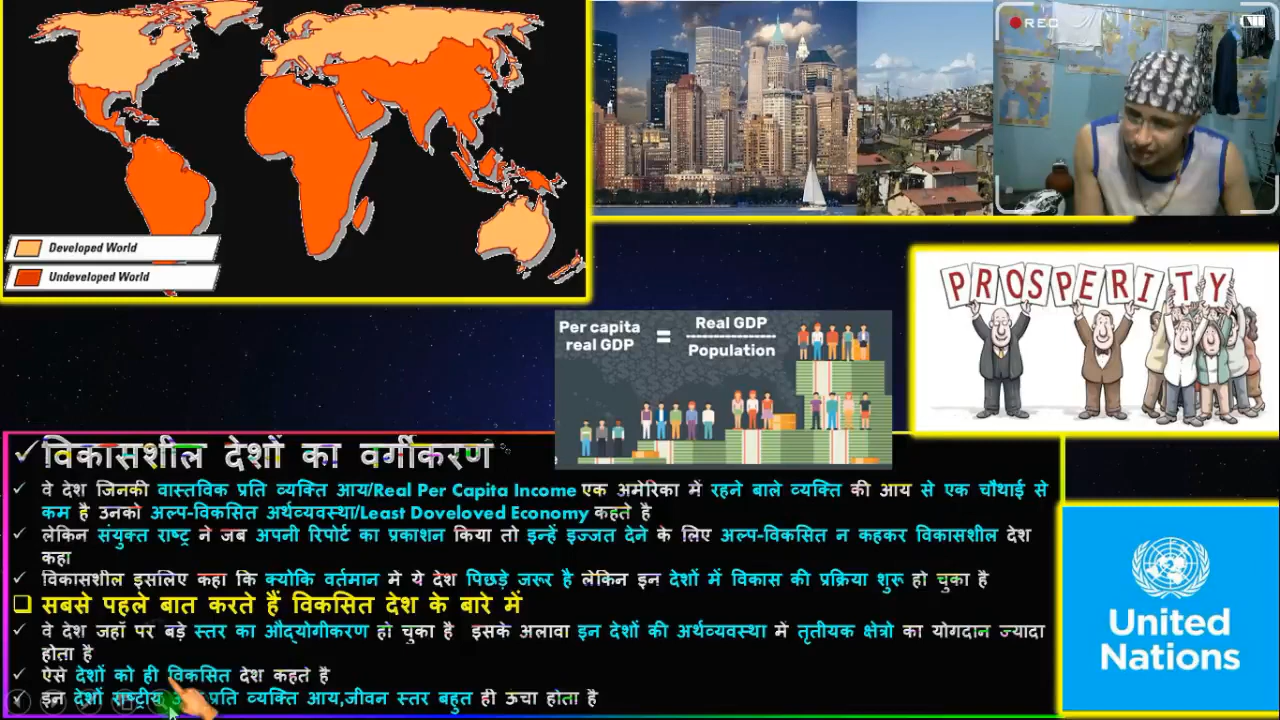 REC
Developed World
Undeveloped World
PROSPERITY
Per capita
real GDP
=
Real GDP
Population
✓विकासशील देशों का वर्गीकरण
✓ वे देश जिनकी वास्तविक प्रति व्यक्ति आय/Real Per Capita Income एक अमेरिका में रहने बाले व्यक्ति की आय से एक चौथाई से
कम है उनको अल्प-विकसित अर्थव्यवस्था/Least Doveloved Economy कहते है
✓ लेकिन संयुक्त राष्ट्र ने जब अपनी रिपोर्ट का प्रकाशन किया तो इन्हें इज्जत देने के लिए अल्प-विकसित न कहकर विकासशील देश
कहा
✓ विकासशील इसलिए कहा कि क्योकि वर्तमान मे ये देश पिछड़े जरूर है लेकिन इन देशों में विकास की प्रक्रिया शुरू हो चुका है
❑ सबसे पहले बात करते हैं विकसित देश के बारे में
✓ वे देश जहाँ पर बड़े स्तर का औद्योगीकरण हो चुका है इसके अलावा इन देशों की अर्थव्यवस्था में तृतीयक क्षेत्रो का योगदान ज्यादा
होता है
✓ ऐसे देशों को ही विकसित देश कहते है
✓ इन देशों राष्ट्रीय प्रति व्यक्ति आय,जीवन स्तर बहुत ही ऊचा होता है
United
Nations